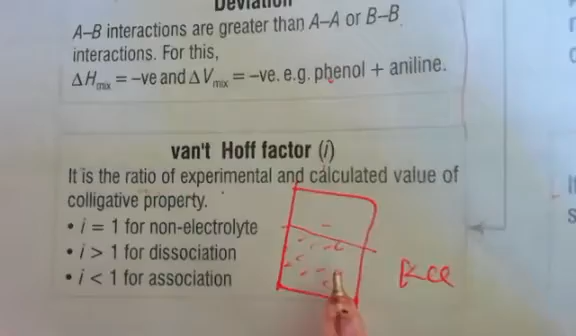 Deviation
A–B interactions are greater than A–A or B–B
interactions. For this,
ΔHmix = –ve and ΔVmix = –ve. e.g. phenol + aniline.
van't Hoff factor (i)
It is the ratio of experimental and calculated value of
colligative property.
• i = 1 for non-electrolyte
• i > 1 for dissociation
• i < 1 for association
KCl